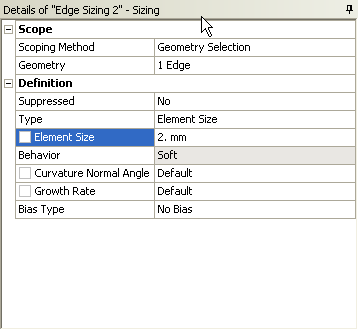 Details of "Edge Sizing 2" - Sizing
Scope
Scoping Method Geometry Selection
Geometry 1 Edge
Definition
Suppressed No
Type Element Size
Element Size 2. mm
Behavior Soft
Curvature Normal Angle Default
Growth Rate Default
Bias Type No Bias